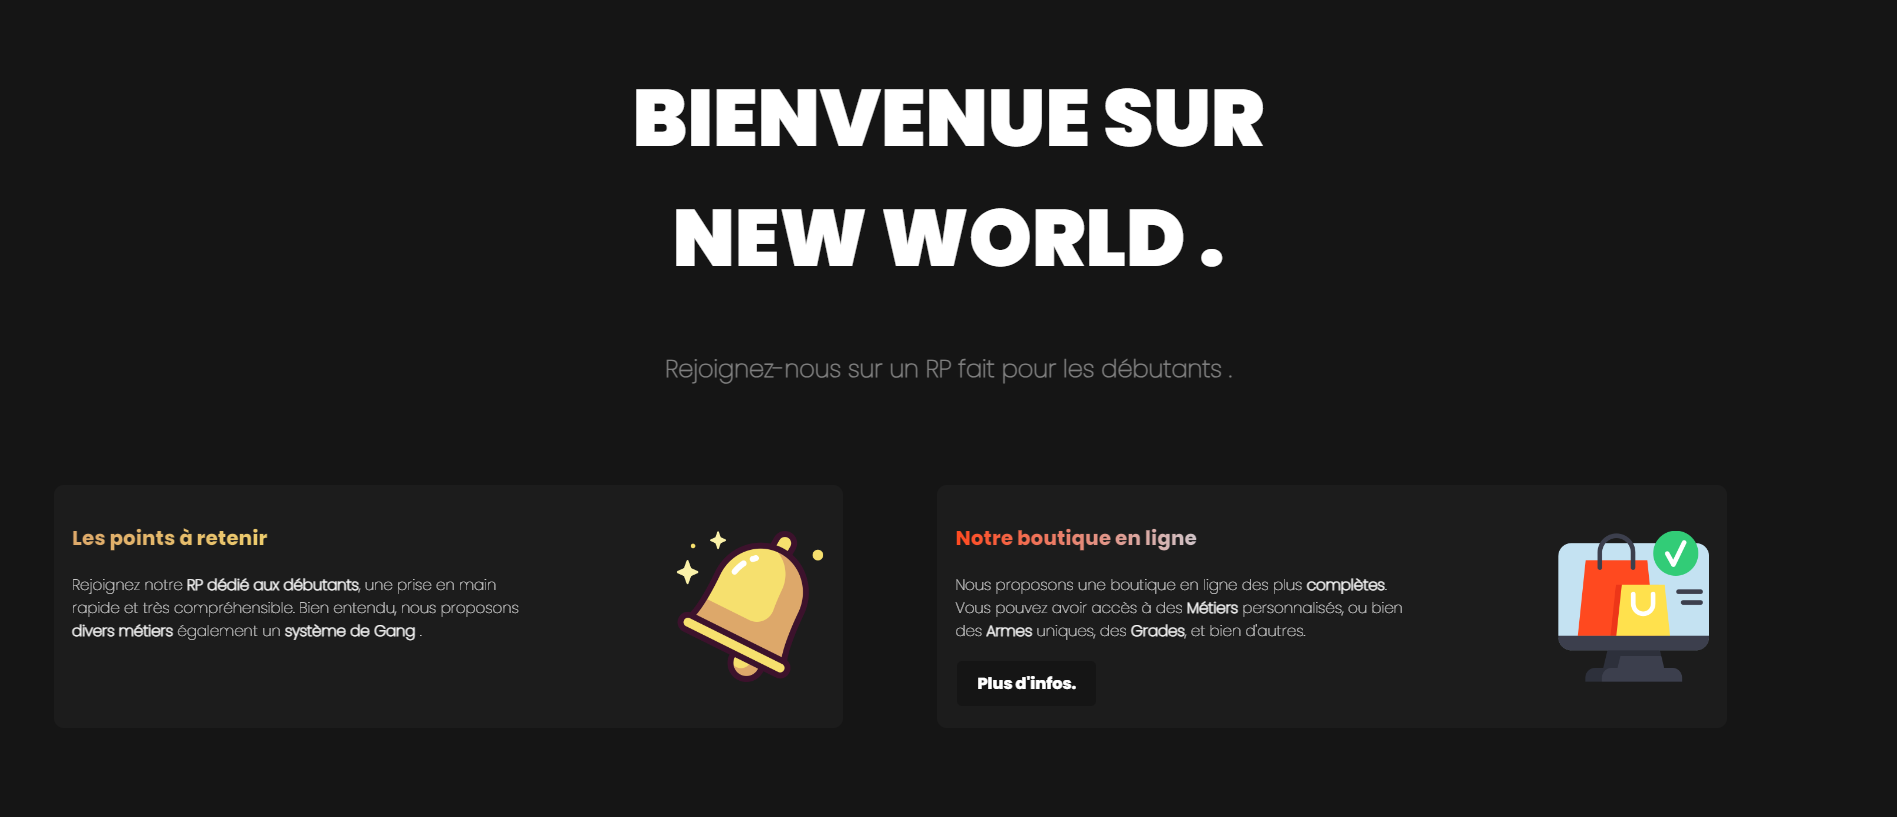 BIENVENUE SUR
NEW WORLD .
Rejoignez-nous sur un RP fait pour les débutants .
Les points à retenir
Rejoignez notre RP dédié aux débutants, une prise en main
rapide et très compréhensible. Bien entendu, nous proposons
divers métiers également un système de Gang .
Notre boutique en ligne
Nous proposons une boutique en ligne des plus complètes.
Vous pouvez avoir accès à des Métiers personnalisés, ou bien
des Armes uniques, des Grades, et bien d'autres.
Plus d'infos.